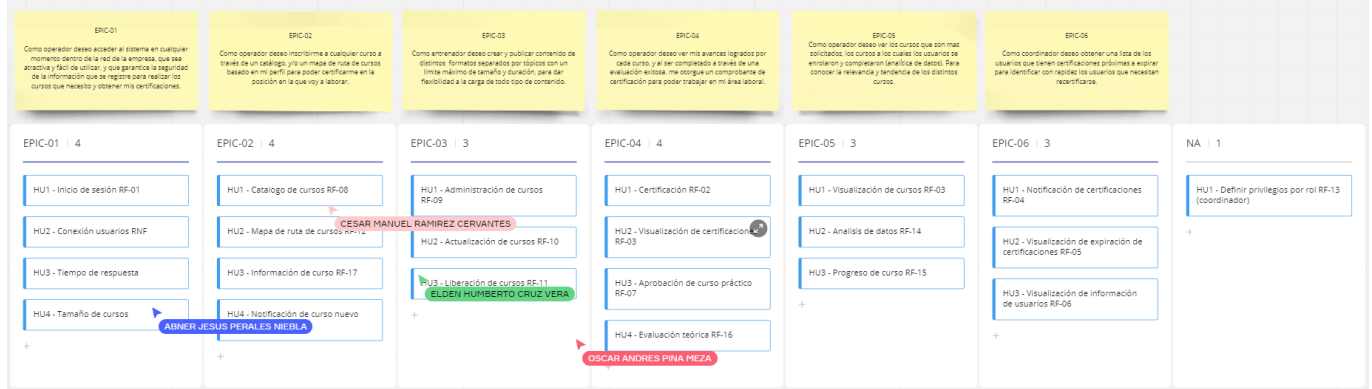 EPIC-01
Como operador deseo acceder al sistema en cualquier
momento dentro de la red de la empresa, que sea
atractiva y fácil de utilizar, y que garantice la seguridad
de la información que se registre para realizar los
cursos que necesito y obtener mis certificaciones.
EPIC-02
Como operador deseo inscribirme a cualquier curso a
través de un catálogo, y/o un mapa de ruta de cursos
basado en mi perfil para poder certificarme en la
posición en la que voy a laborar.
EPIC-03
Como entrenador deseo crear y publicar contenido de
distintos formatos separados por tópicos con un
límite máximo de tamaño y duración, para dar
flexibilidad a la carga de todo tipo de contenido.
EPIC-04
Como operador deseo ver mis avances logrados por
cada curso, y al ser completado a través de una
evaluación exitosa, me otorgue un comprobante de
certificación para poder trabajar en mi área laboral.
EPIC-05
Como operador deseo ver los cursos que son mas
solicitados, los cursos a los cuales los usuarios se
enrolaron y completaron (analítica de datos). Para
conocer la relevancia y tendencia de los distintos
cursos.
EPIC-06
Como coordinador deseo obtener una lista de los
usuarios que tienen certificaciones próximas a expirar
para identificar con rapidez los usuarios que necesitan
recertificarse.
EPIC-01 | 4
HU1 - Inicio de sesión RF-01
HU2 - Conexión usuarios RNF
HU3 - Tiempo de respuesta
HU4 - Tamaño de cursos
ABNER JESUS PERALES NIEBLA
EPIC-02 | 4
HU1 - Catalogo de cursos RF-08
CESAR MANUEL RAMIREZ CERVANTES
HU2 - Mapa de ruta de cursos RF-12
HU3 - Información de curso RF-17
HU4 - Notificación de curso nuevo
EPIC-03 | 3
HU1 - Administración de cursos
RF-09
HU2 - Actualización de cursos RF-10
HU3 - Liberación de cursos RF-11
ELDEN HUMBERTO CRUZ VERA
EPIC-04 | 4
HU1 - Certificación RF-02
HU2 - Visualización de certificaciones
RF-03
HU3 - Aprobación de curso práctico
RF-07
HU4 - Evaluación teórica RF-16
OSCAR ANDRES PINA MEZA
EPIC-05 | 3
HU1 - Visualización de cursos RF-03
HU2 - Analisis de datos RF-14
HU3 - Progreso de curso RF-15
EPIC-06 | 3
HU1 - Notificación de certificaciones
RF-04
HU2 - Visualización de expiración de
certificaciones RF-05
HU3 - Visualización de información
de usuarios RF-06
NA | 1
HU1 - Definir privilegios por rol RF-13
(coordinador)